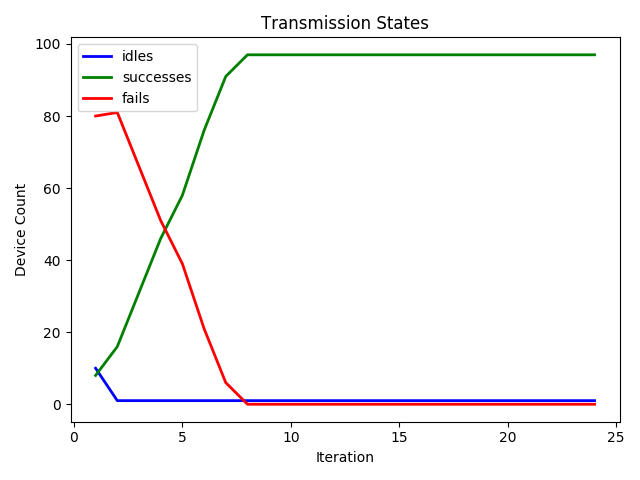 Transmission States
idles
successes
fails
100
80
60
40
20
0
Device Count
0 5 10 15 20 25
Iteration